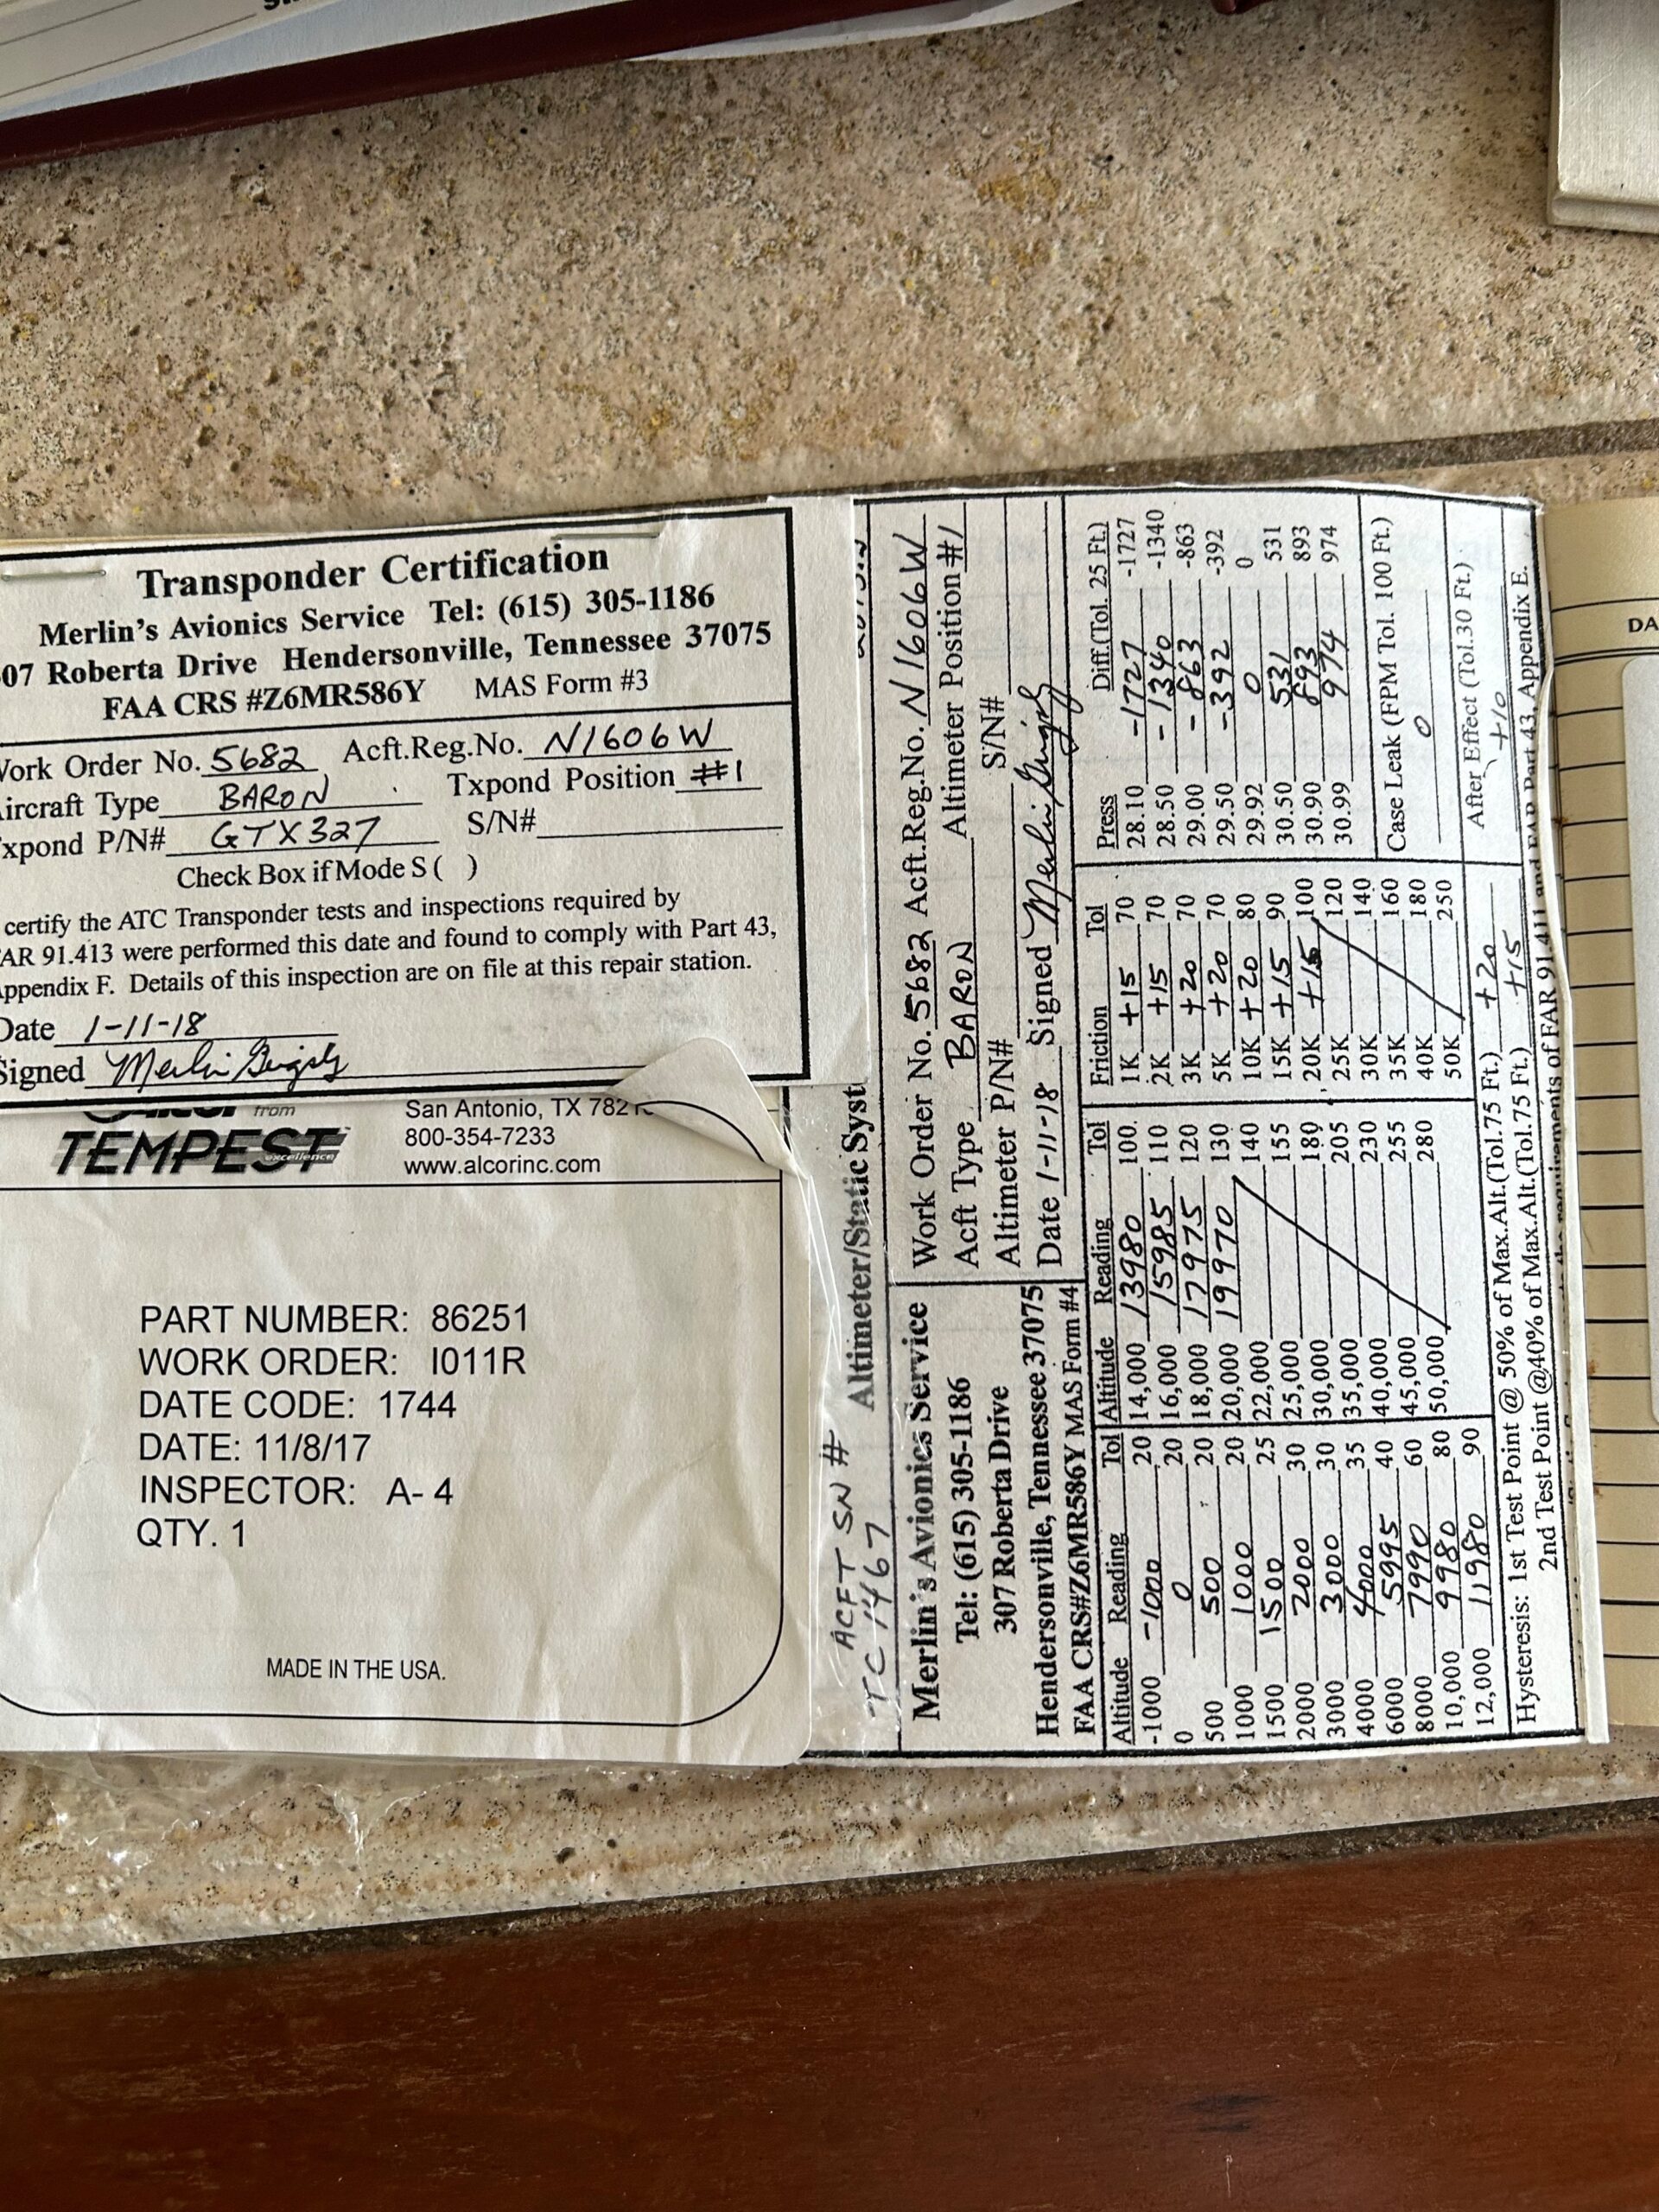 Transponder Certification
Merlin's Avionics Service Tel: (615) 305-1186
07 Roberta Drive Hendersonville, Tennessee 37075
FAA CRS #Z6MR586Y MAS Form #3
Work Order No. 5682 Acft.Reg.No. N1606W
ircraft Type BARON Txpond Position #1
xpond P/N# GTX327 S/N#
Check Box if Mode S ( )
certify the ATC Transponder tests and inspections required by
AR 91.413 were performed this date and found to comply with Part 43,
ppendix F. Details of this inspection are on file at this repair station.
Date 1-11-18
Signed Merlin
from
TEMPEST
excellence
San Antonio, TX 782
800-354-7233
www.alcorinc.com
PART NUMBER: 86251
WORK ORDER: I011R
DATE CODE: 1744
DATE: 11/8/17
INSPECTOR: A- 4
QTY. 1
MADE IN THE USA.
ACFT SN #
TC 1467
Altimeter/Static Syst
Merlin's Avionics Service
Tel: (615) 305-1186
307 Roberta Drive
Hendersonville, Tennessee 37075
FAA CRS#Z6MR586Y MAS Form #4
Work Order No. 5682 Acft.Reg.No. N1606W
Acft Type BARON Altimeter Position #1
Altimeter P/N# S/N#
Date 1-11-18 Signed Merlin
Altitude Reading Tol
-1000 -1000 20
0 0 20
500 500 20
1000 1000 20
1500 1500 25
2000 2000 30
3000 3000 30
4000 4000 35
6000 5995 40
8000 7990 60
10,000 9980 80
12,000 11980 90
Altitude Reading Tol
14,000 13980 100.
16,000 15985 110
18,000 17975 120
20,000 19970 130
22,000 140
25,000 155
30,000 180
35,000 205
40,000 230
45,000 255
50,000 280
Friction Tol
1K +15 70
2K +15 70
3K +20 70
5K +20 70
10K +20 80
15K +15 90
20K +15 100
25K 120
30K 140
35K 160
40K 180
50K 250
Press Diff.(Tol. 25 Ft.)
28.10 -1727 -1727
28.50 -1340 -1340
29.00 -863 -863
29.50 -392 -392
29.92 0 0
30.50 531 531
30.90 893 893
30.99 974 974
Case Leak (FPM Tol. 100 Ft.)
0
After Effect (Tol.30 Ft.)
+10
Hysteresis: 1st Test Point @ 50% of Max.Alt.(Tol.75 Ft.) +20
2nd Test Point @40% of Max.Alt.(Tol.75 Ft.) +15
the requirements of FAR 91.411 and FAR Part 43, Appendix E.
DA